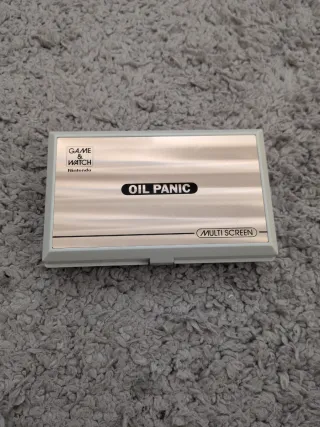 GAME
&
WATCH
Nintendo
OIL PANIC
MULTI SCREEN